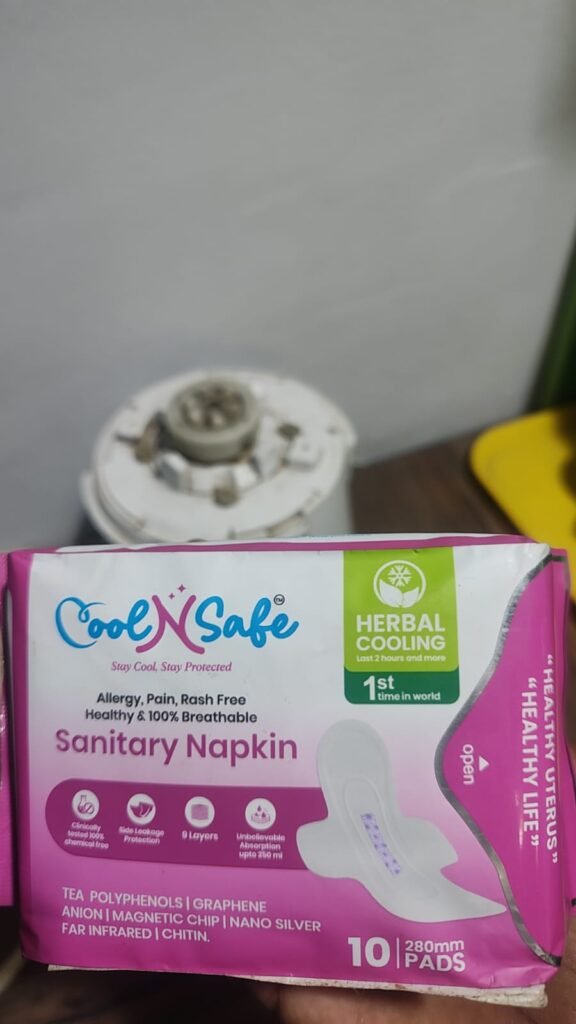 CoolNSafe™
Stay Cool, Stay Protected
HERBAL
COOLING
Last 2 hours and more
1st
time in world
Allergy, Pain, Rash Free
Healthy & 100% Breathable
Sanitary Napkin
Clinically
tested 100%
chemical free
Side Leakage
Protection
9 Layers
Unbelievable
Absorption
upto 250 ml
TEA POLYPHENOLS | GRAPHENE
ANION | MAGNETIC CHIP | NANO SILVER
FAR INFRARED | CHITIN.
10 | 280mm
PADS
open
"HEALTHY UTERUS"
"HEALTHY LIFE"